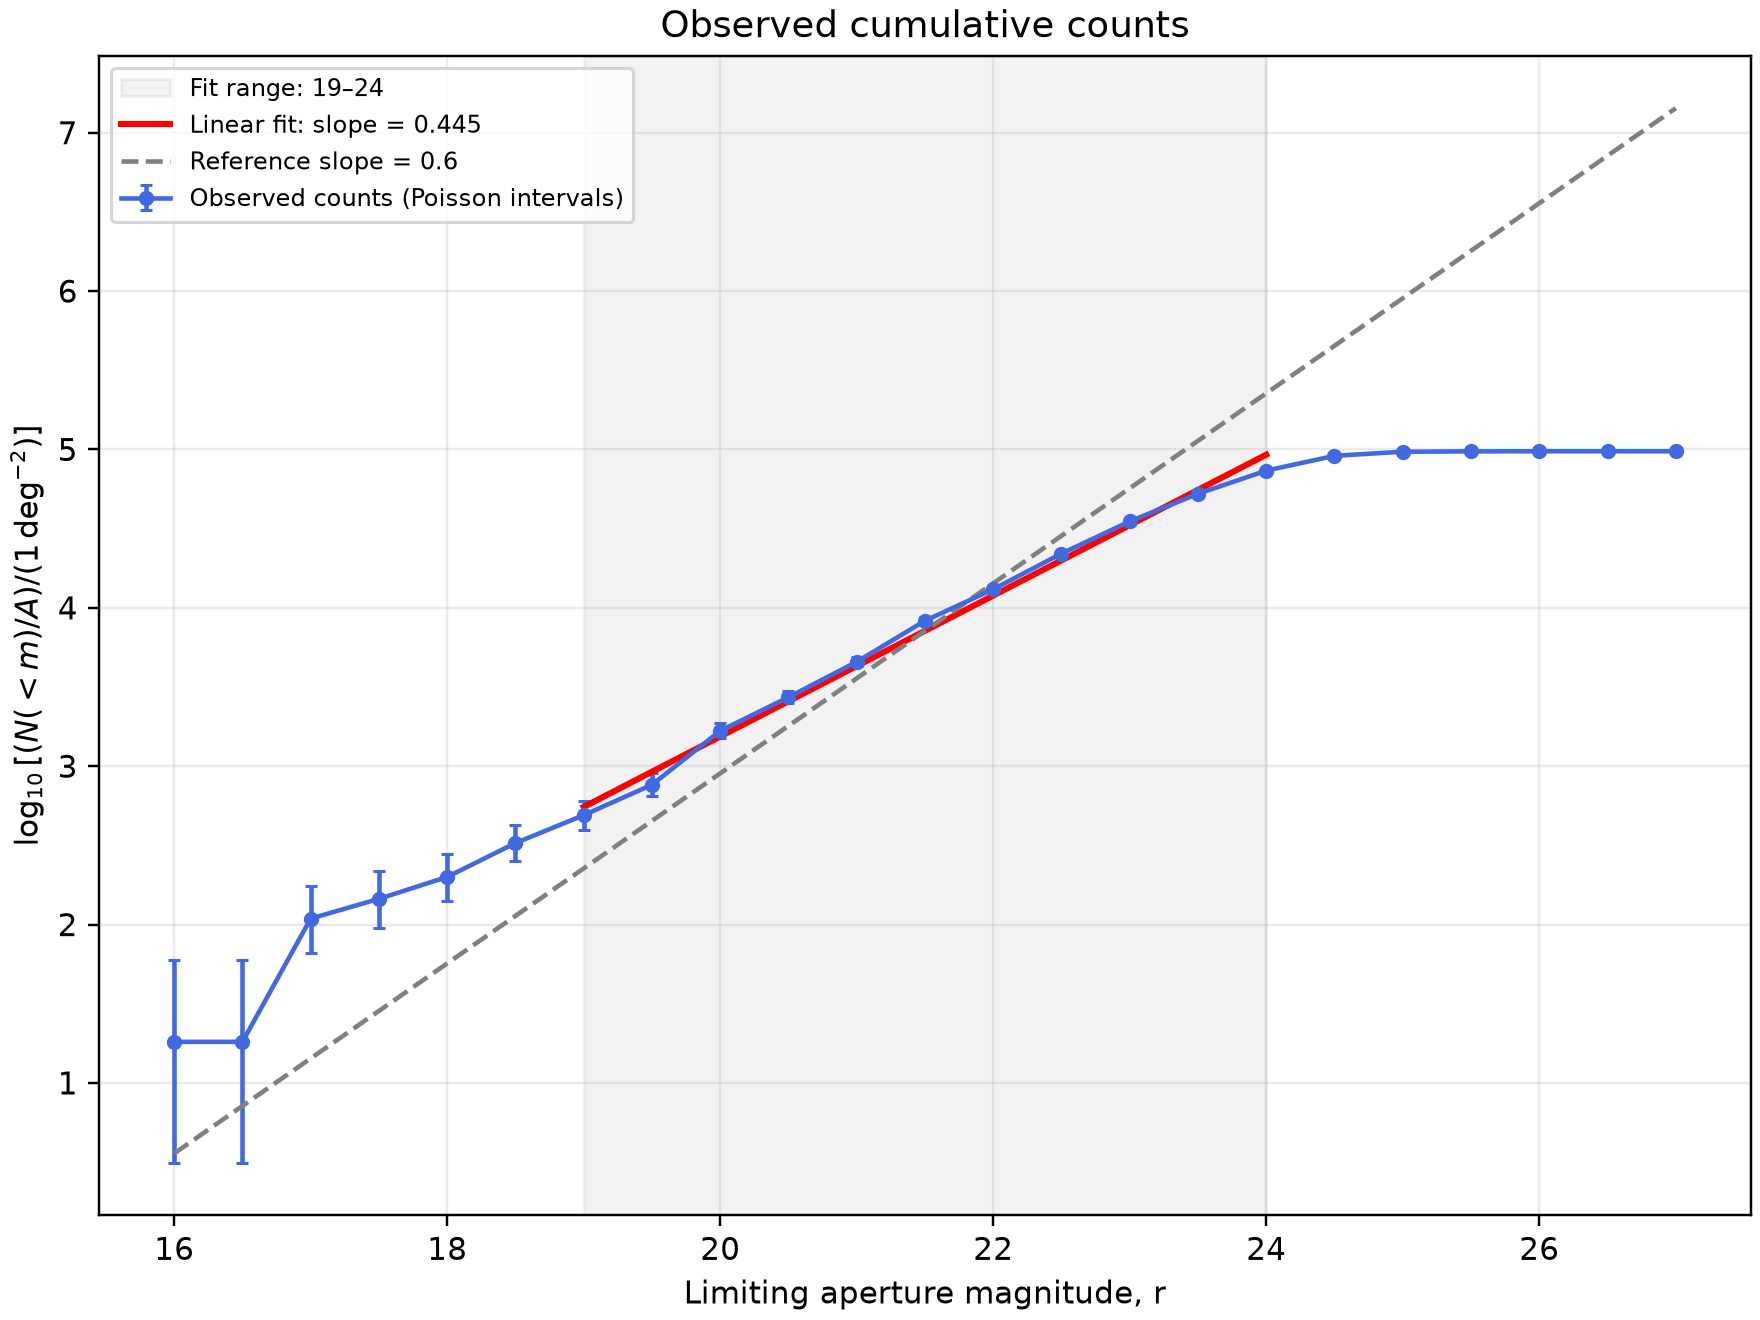 Observed cumulative counts
Fit range: 19–24
Linear fit: slope = 0.445
Reference slope = 0.6
Observed counts (Poisson intervals)
7
6
5
4
3
2
1
log₁₀ [(N( < m)/A)/(1 deg⁻²)]
16 18 20 22 24 26
Limiting aperture magnitude, r